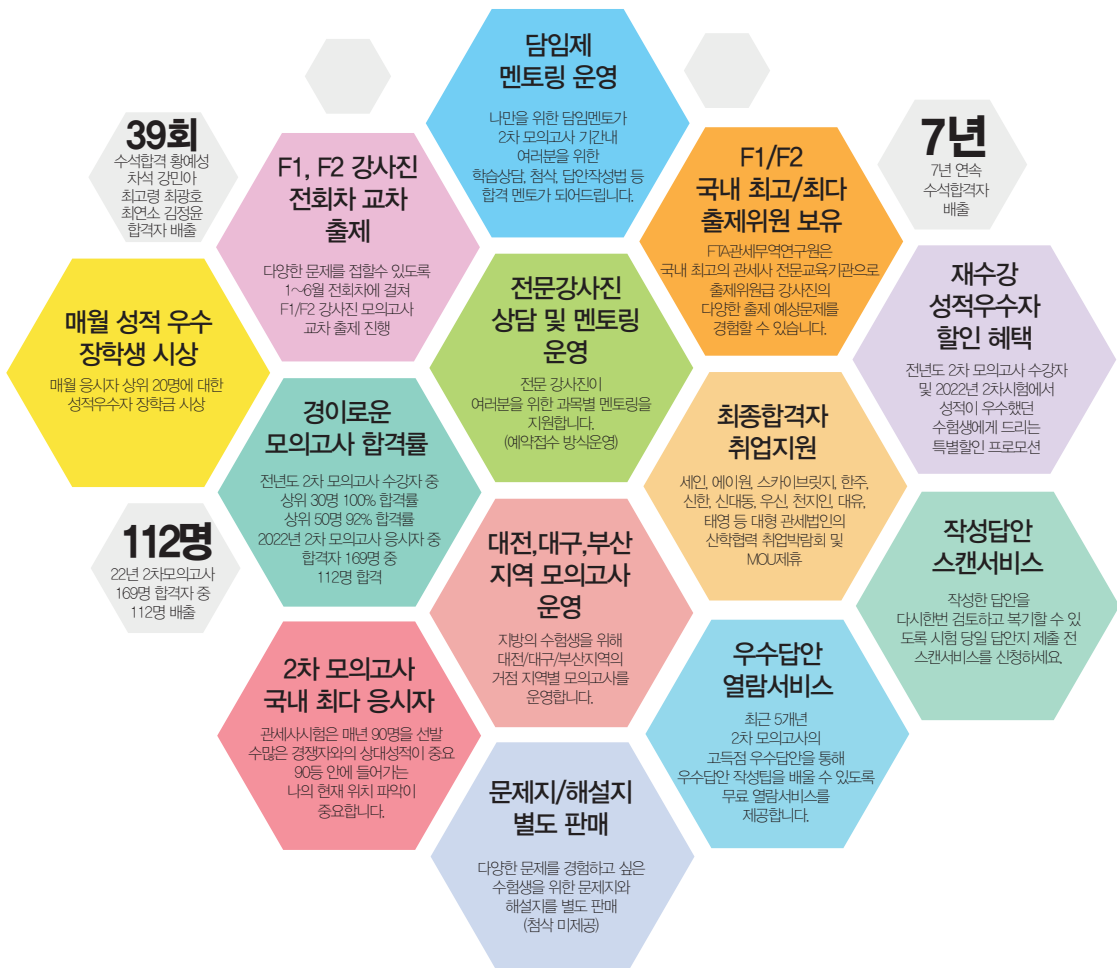 담임제
멘토링 운영
나만을 위한 담임멘토가
2차 모의고사 기간내
여러분을 위한
학습상담, 첨삭, 답안작성법 등
합격 멘토가 되어드립니다.
39회
수석합격 황예성
차석 강민아
최고령 최광호
최연소 김정윤
합격자 배출
F1, F2 강사진
전회차 교차
출제
다양한 문제를 접할수 있도록
1~6월 전회차에 걸쳐
F1/F2 강사진 모의고사
교차 출제 진행
F1/F2
국내 최고/최다
출제위원 보유
FTA관세무역연구원은
국내 최고의 관세사 전문교육기관으로
출제위원급 강사진의
다양한 출제 예상문제를
경험할 수 있습니다.
7년
7년 연속
수석합격자
배출
매월 성적 우수
장학생 시상
매월 응시자 상위 20명에 대한
성적우수자 장학금 시상
전문강사진
상담 및 멘토링
운영
전문 강사진이
여러분을 위한 과목별 멘토링을
지원합니다.
(예약접수 방식운영)
재수강
성적우수자
할인 혜택
전년도 2차 모의고사 수강자
및 2022년 2차시험에서
성적이 우수했던
수험생에게 드리는
특별할인 프로모션
경이로운
모의고사 합격률
전년도 2차 모의고사 수강자 중
상위 30명 100% 합격률
상위 50명 92% 합격률
2022년 2차 모의고사 응시자 중
합격자 169명 중
112명 합격
최종합격자
취업지원
세인, 에이원, 스카이브릿지, 한주,
신한, 신대동, 우신, 천지인, 대유,
태영 등 대형 관세법인의
산학협력 취업박람회 및
MOU제휴
112명
22년 2차모의고사
169명 합격자 중
112명 배출
대전,대구,부산
지역 모의고사
운영
지방의 수험생을 위해
대전/대구/부산지역의
거점 지역별 모의고사를
운영합니다.
작성답안
스캔서비스
작성한 답안을
다시한번 검토하고 복기할 수 있
도록 시험 당일 답안지 제출 전
스캔서비스를 신청하세요.
2차 모의고사
국내 최다 응시자
관세사시험은 매년 90명을 선발
수많은 경쟁자와의 상대성적이 중요
90등 안에 들어가는
나의 현재 위치 파악이
중요합니다.
우수답안
열람서비스
최근 5개년
2차 모의고사의
고득점 우수답안을 통해
우수답안 작성팁을 배울 수 있도록
무료 열람서비스를
제공합니다.
문제지/해설지
별도 판매
다양한 문제를 경험하고 싶은
수험생을 위한 문제지와
해설지를 별도 판매
(첨삭 미제공)